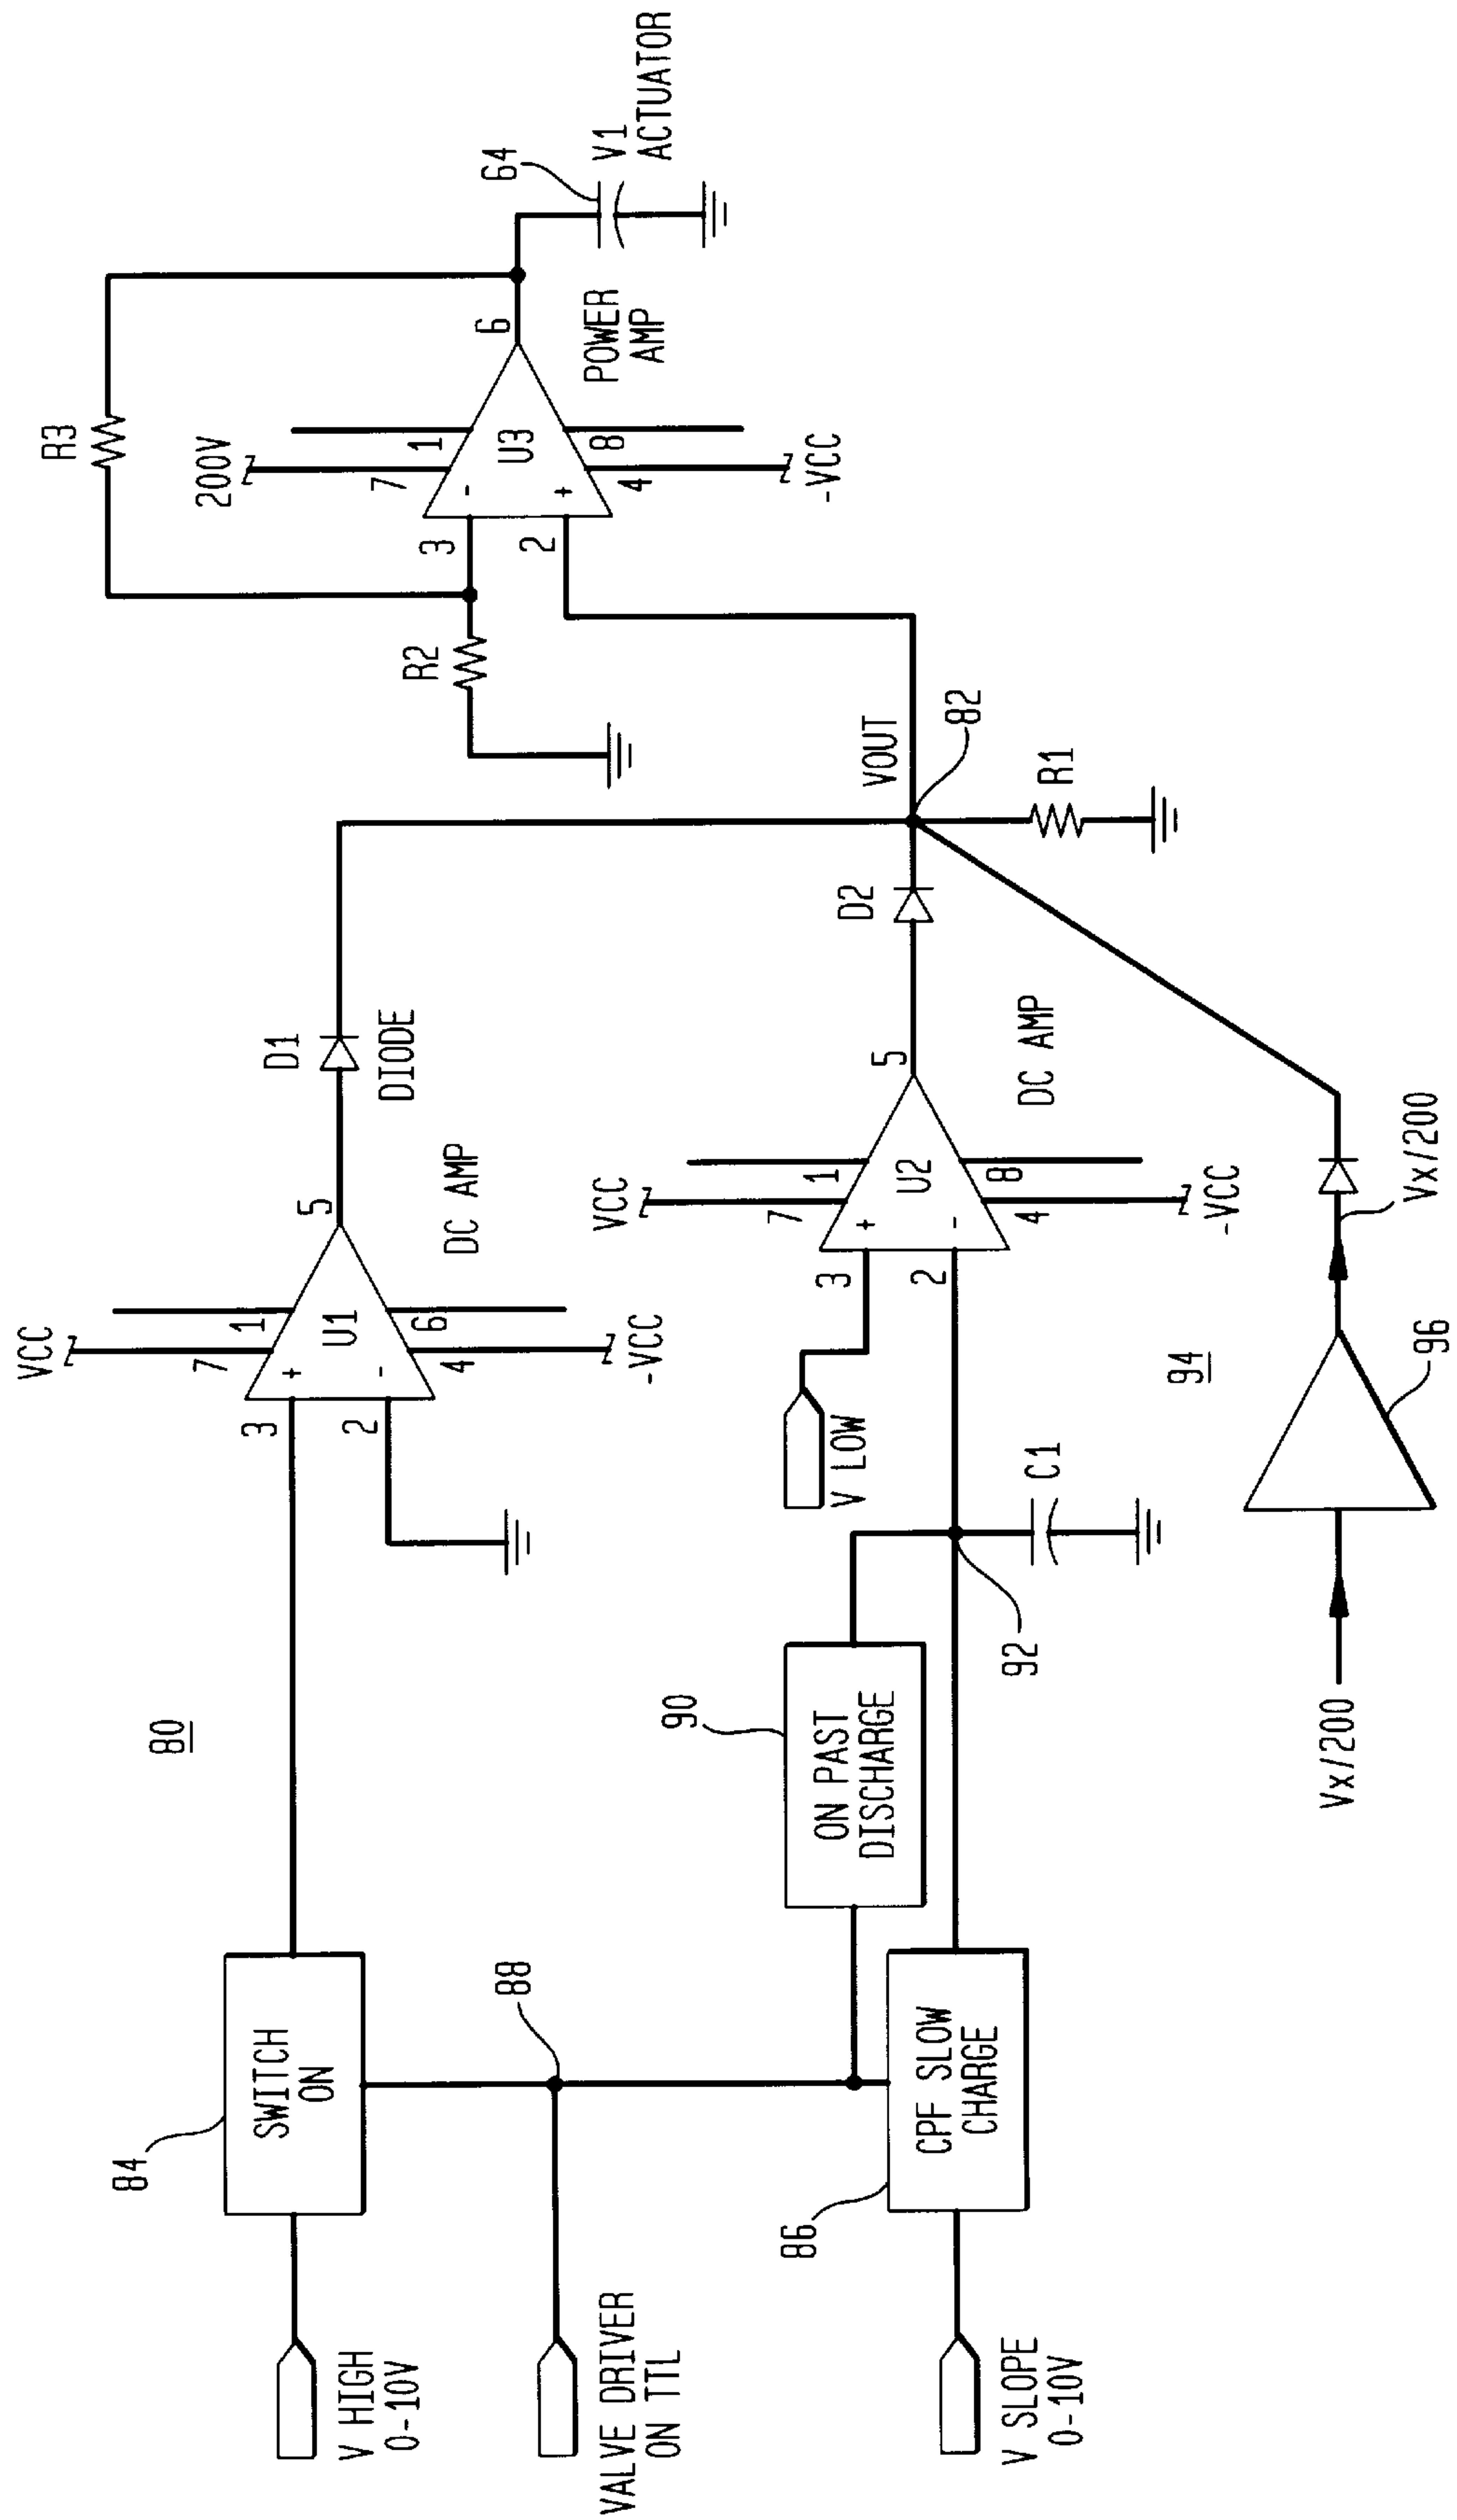 80
84
SWITCH
ON
V HIGH
0-10V
88
VALVE DRIVER
ON TTL
86
CPF SLOW
CHARGE
V SLOPE
0-10V
90
ON PAST
DISCHARGE
92
C1
V LOW
VCC
7
1
3
+
U1
2
-
4
6
-VCC
5
DC AMP
D1
DIODE
VCC
7
1
3
+
U2
2
-
4
8
-VCC
5
DC AMP
D2
VOUT
82
R1
R2
R3
200V
7
1
3
-
U3
2
+
4
8
-VCC
6
POWER
AMP
64
V1
ACTUATOR
94
96
Vx/200
Vx/200